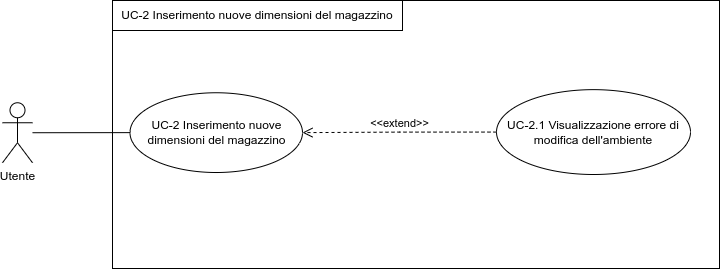 UC-2 Inserimento nuove dimensioni del magazzino
UC-2 Inserimento nuove
dimensioni del magazzino
<<extend>>
UC-2.1 Visualizzazione errore di
modifica dell'ambiente
Utente